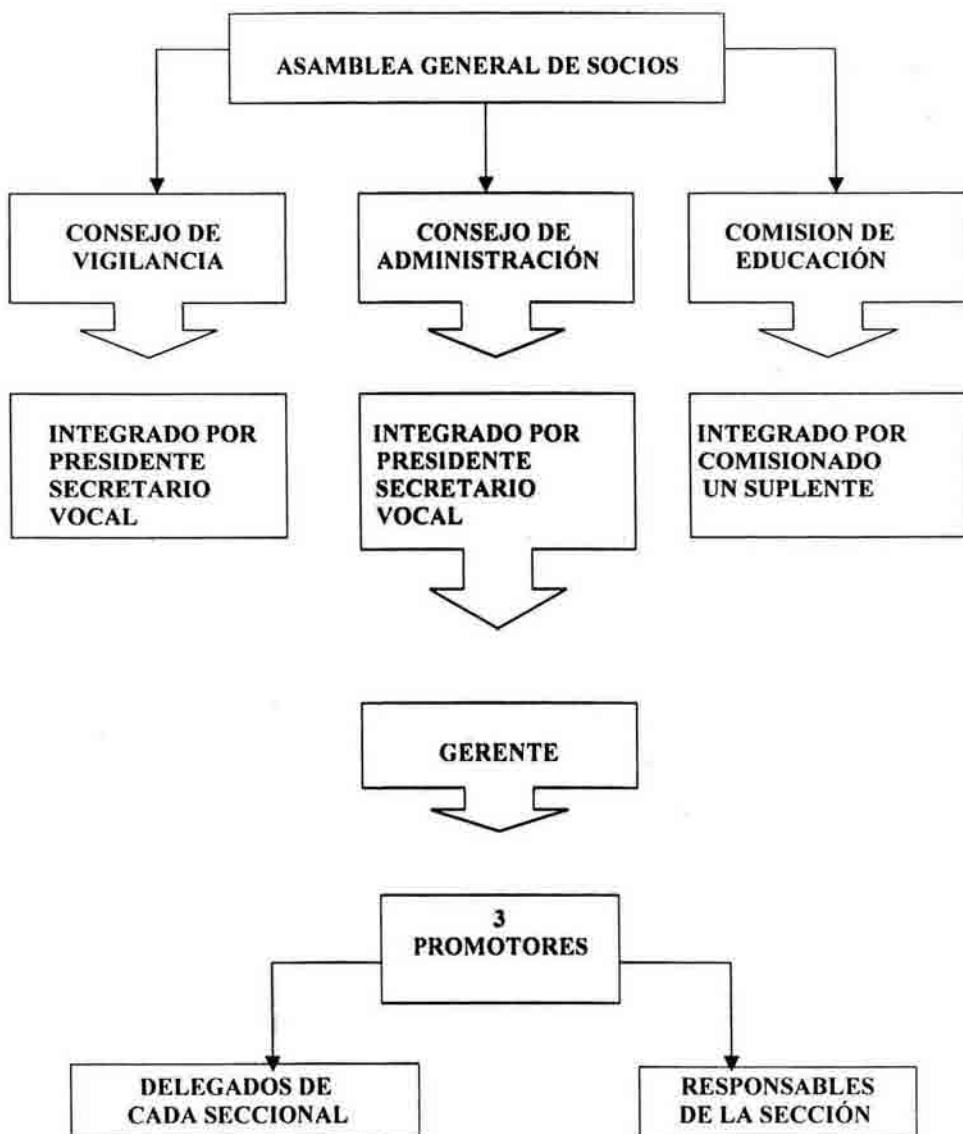 ASAMBLEA GENERAL DE SOCIOS
CONSEJO DE
VIGILANCIA
CONSEJO DE
ADMINISTRACIÓN
COMISION DE
EDUCACIÓN
INTEGRADO POR
PRESIDENTE
SECRETARIO
VOCAL
INTEGRADO POR
PRESIDENTE
SECRETARIO
VOCAL
INTEGRADO POR
COMISIONADO
UN SUPLENTE
GERENTE
3
PROMOTORES
DELEGADOS DE
CADA SECCIONAL
RESPONSABLES
DE LA SECCIÓN